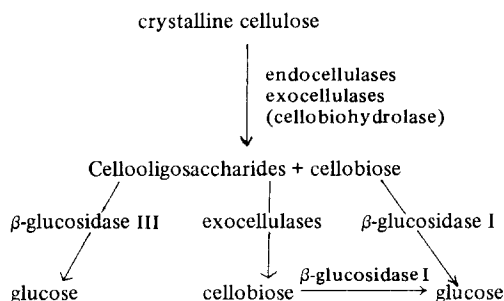 crystalline cellulose
endocellulases
exocellulases
(cellobiohydrolase)
Cellooligosaccharides + cellobiose
β-glucosidase III
exocellulases
β-glucosidase I
β-glucosidase I
glucose
cellobiose
glucose